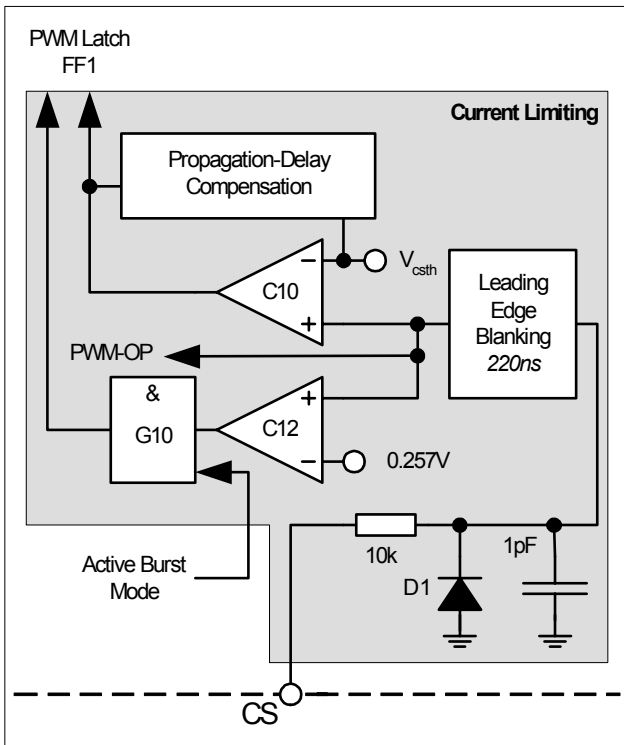 PWM Latch
FF1
Current Limiting
Propagation-Delay
Compensation
Vcsth
C10
Leading
Edge
Blanking
220ns
PWM-OP
&
G10
C12
0.257V
10k
1pF
D1
Active Burst
Mode
CS